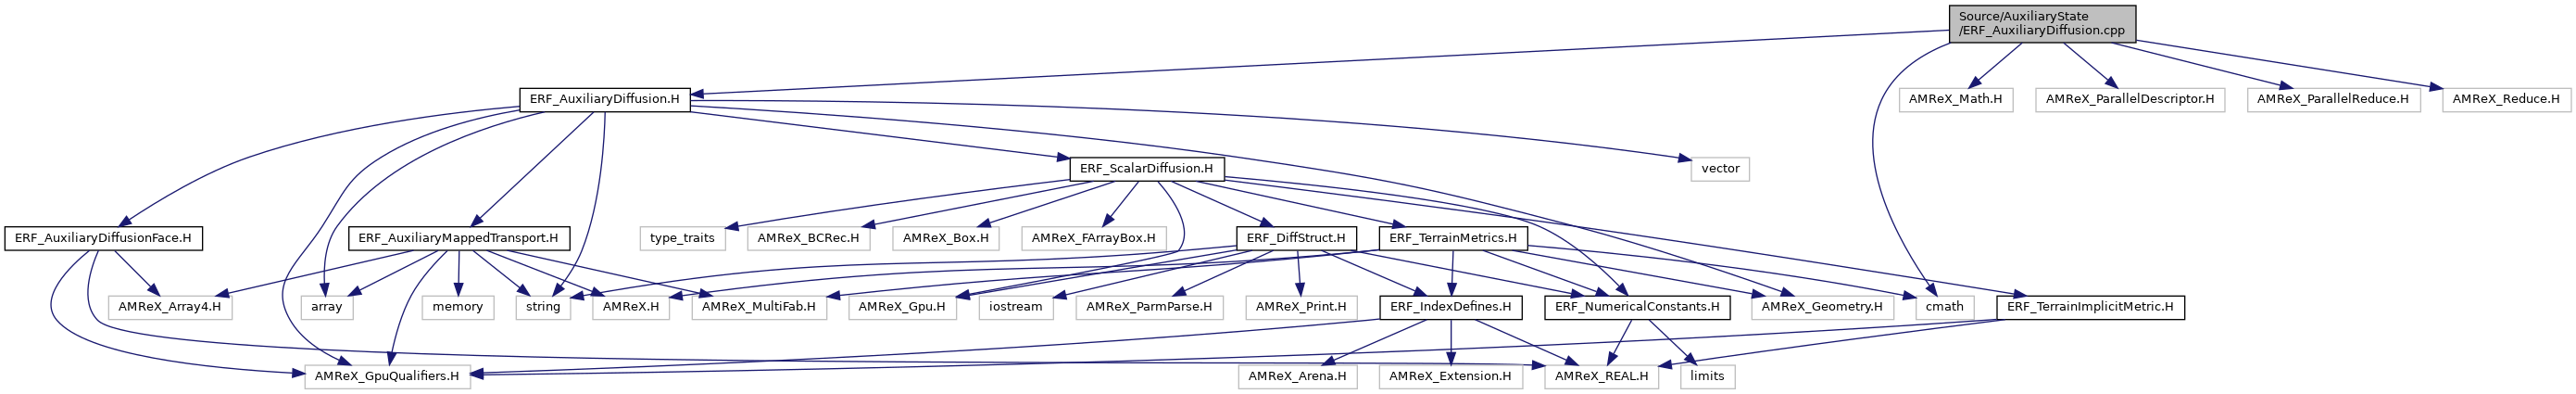 Source/AuxiliaryState
/ERF_AuxiliaryDiffusion.cpp
ERF_AuxiliaryDiffusion.H
AMReX_Math.H
AMReX_ParallelDescriptor.H
AMReX_ParallelReduce.H
AMReX_Reduce.H
ERF_ScalarDiffusion.H
vector
ERF_AuxiliaryDiffusionFace.H
ERF_AuxiliaryMappedTransport.H
type_traits
AMReX_BCRec.H
AMReX_Box.H
AMReX_FArrayBox.H
ERF_DiffStruct.H
ERF_TerrainMetrics.H
AMReX_Array4.H
array
memory
string
AMReX.H
AMReX_MultiFab.H
AMReX_Gpu.H
iostream
AMReX_ParmParse.H
AMReX_Print.H
ERF_IndexDefines.H
ERF_NumericalConstants.H
AMReX_Geometry.H
cmath
ERF_TerrainImplicitMetric.H
AMReX_GpuQualifiers.H
AMReX_Arena.H
AMReX_Extension.H
AMReX_REAL.H
limits